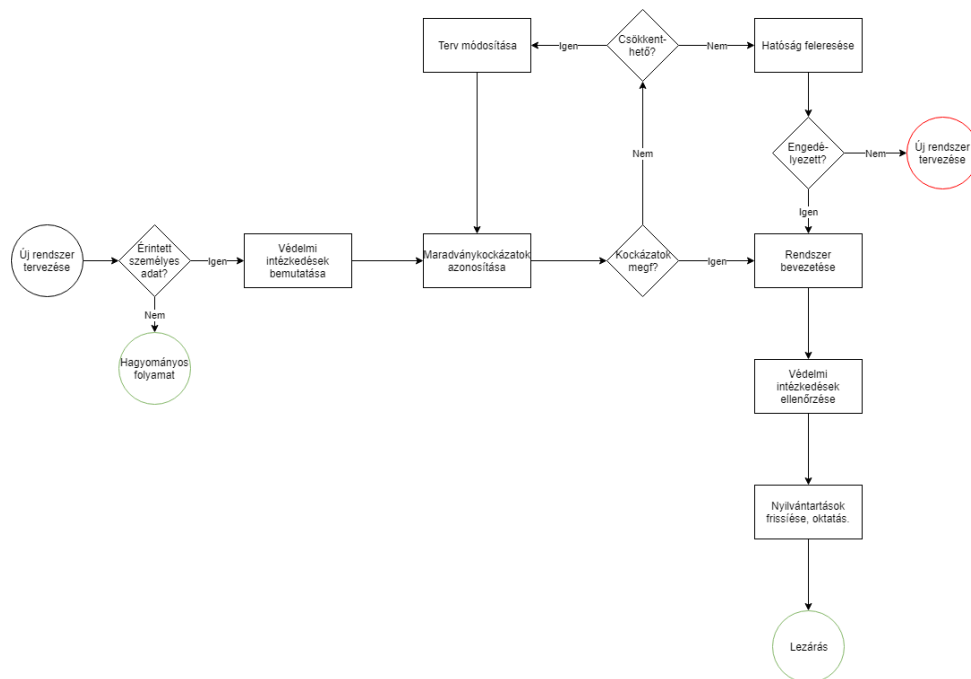 Terv módosítása
Igen
Csökkent-
hető?
Nem
Hatóság feleresése
Nem
Engedé-
lyezett?
Nem
Új rendszer
tervezése
Igen
Új rendszer
tervezése
Érintett
személyes
adat?
Igen
Védelmi
intézkedések
bemutatása
Maradványkockázatok
azonosítása
Kockázatok
megf?
Igen
Rendszer
bevezetése
Nem
Hagyományos
folyamat
Védelmi
intézkedések
ellenőrzése
Nyilvántartások
frissíése, oktatás.
Lezárás